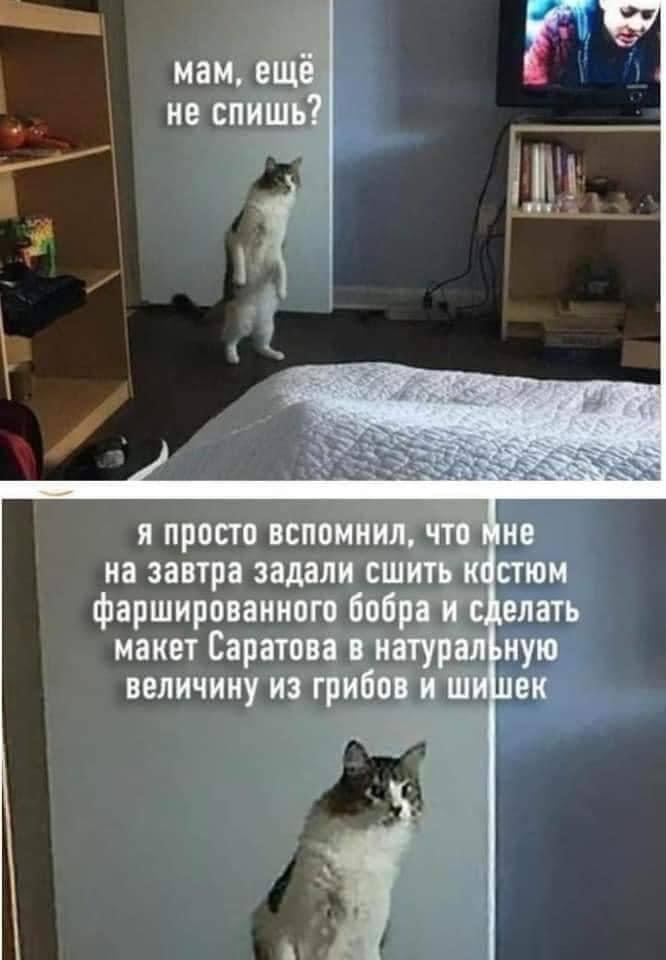 мам, ещё
не спишь?
я просто вспомнил, что мне
на завтра задали сшить костюм
фаршированного бобра и сделать
макет Саратова в натуральную
величину из грибов и шишек